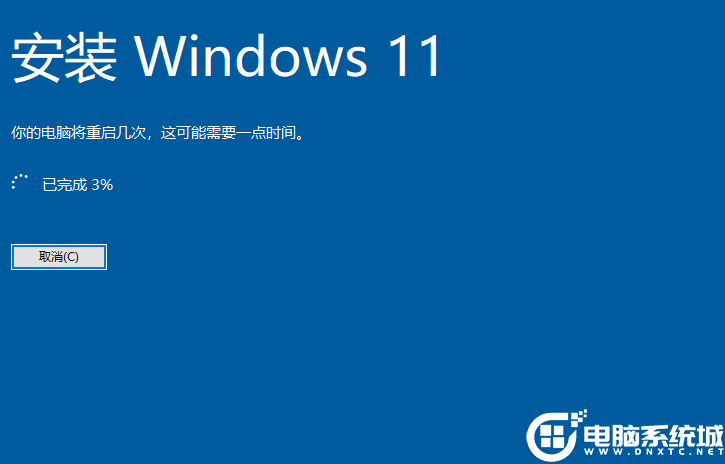 安装 Windows 11
你的电脑将重启几次，这可能需要一点时间。
已完成 3%
取消(C)
电脑系统城
WWW.DNXTC.NET